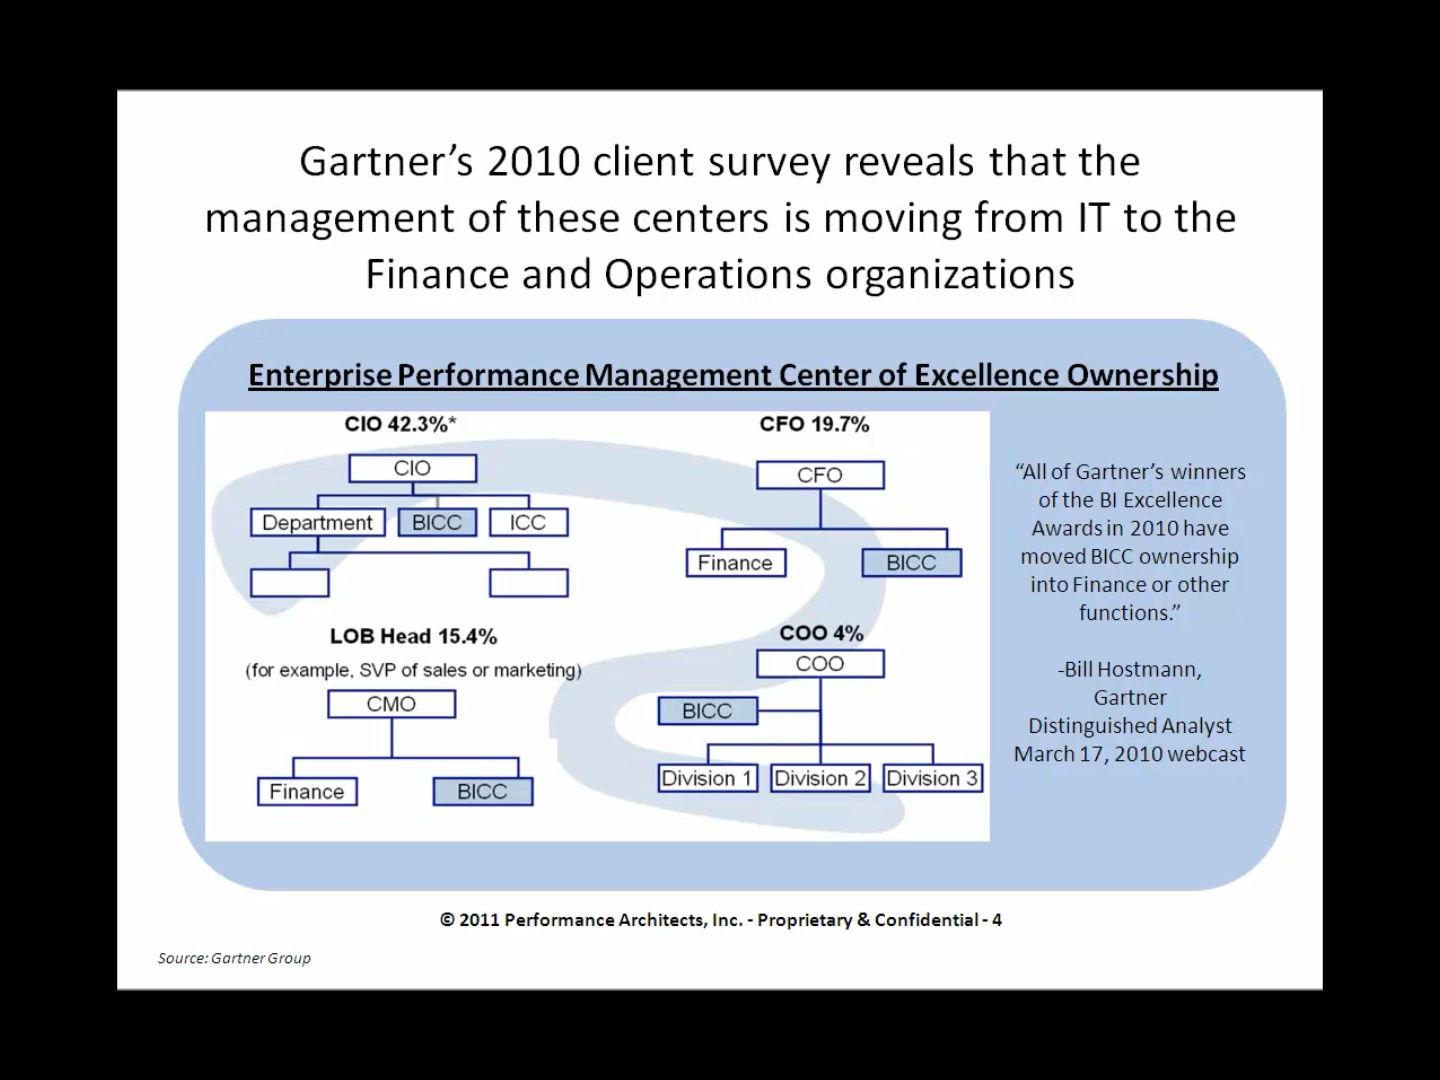 Gartner’s 2010 client survey reveals that the
management of these centers is moving from IT to the
Finance and Operations organizations
Enterprise Performance Management Center of Excellence Ownership
CIO 42.3%*
CIO
Department
BICC
ICC
CFO 19.7%
CFO
Finance
BICC
LOB Head 15.4%
(for example, SVP of sales or marketing)
CMO
Finance
BICC
COO 4%
COO
BICC
Division 1
Division 2
Division 3
“All of Gartner’s winners
of the BI Excellence
Awards in 2010 have
moved BICC ownership
into Finance or other
functions.”
-Bill Hostmann,
Gartner
Distinguished Analyst
March 17, 2010 webcast
© 2011 Performance Architects, Inc. - Proprietary & Confidential - 4
Source: Gartner Group